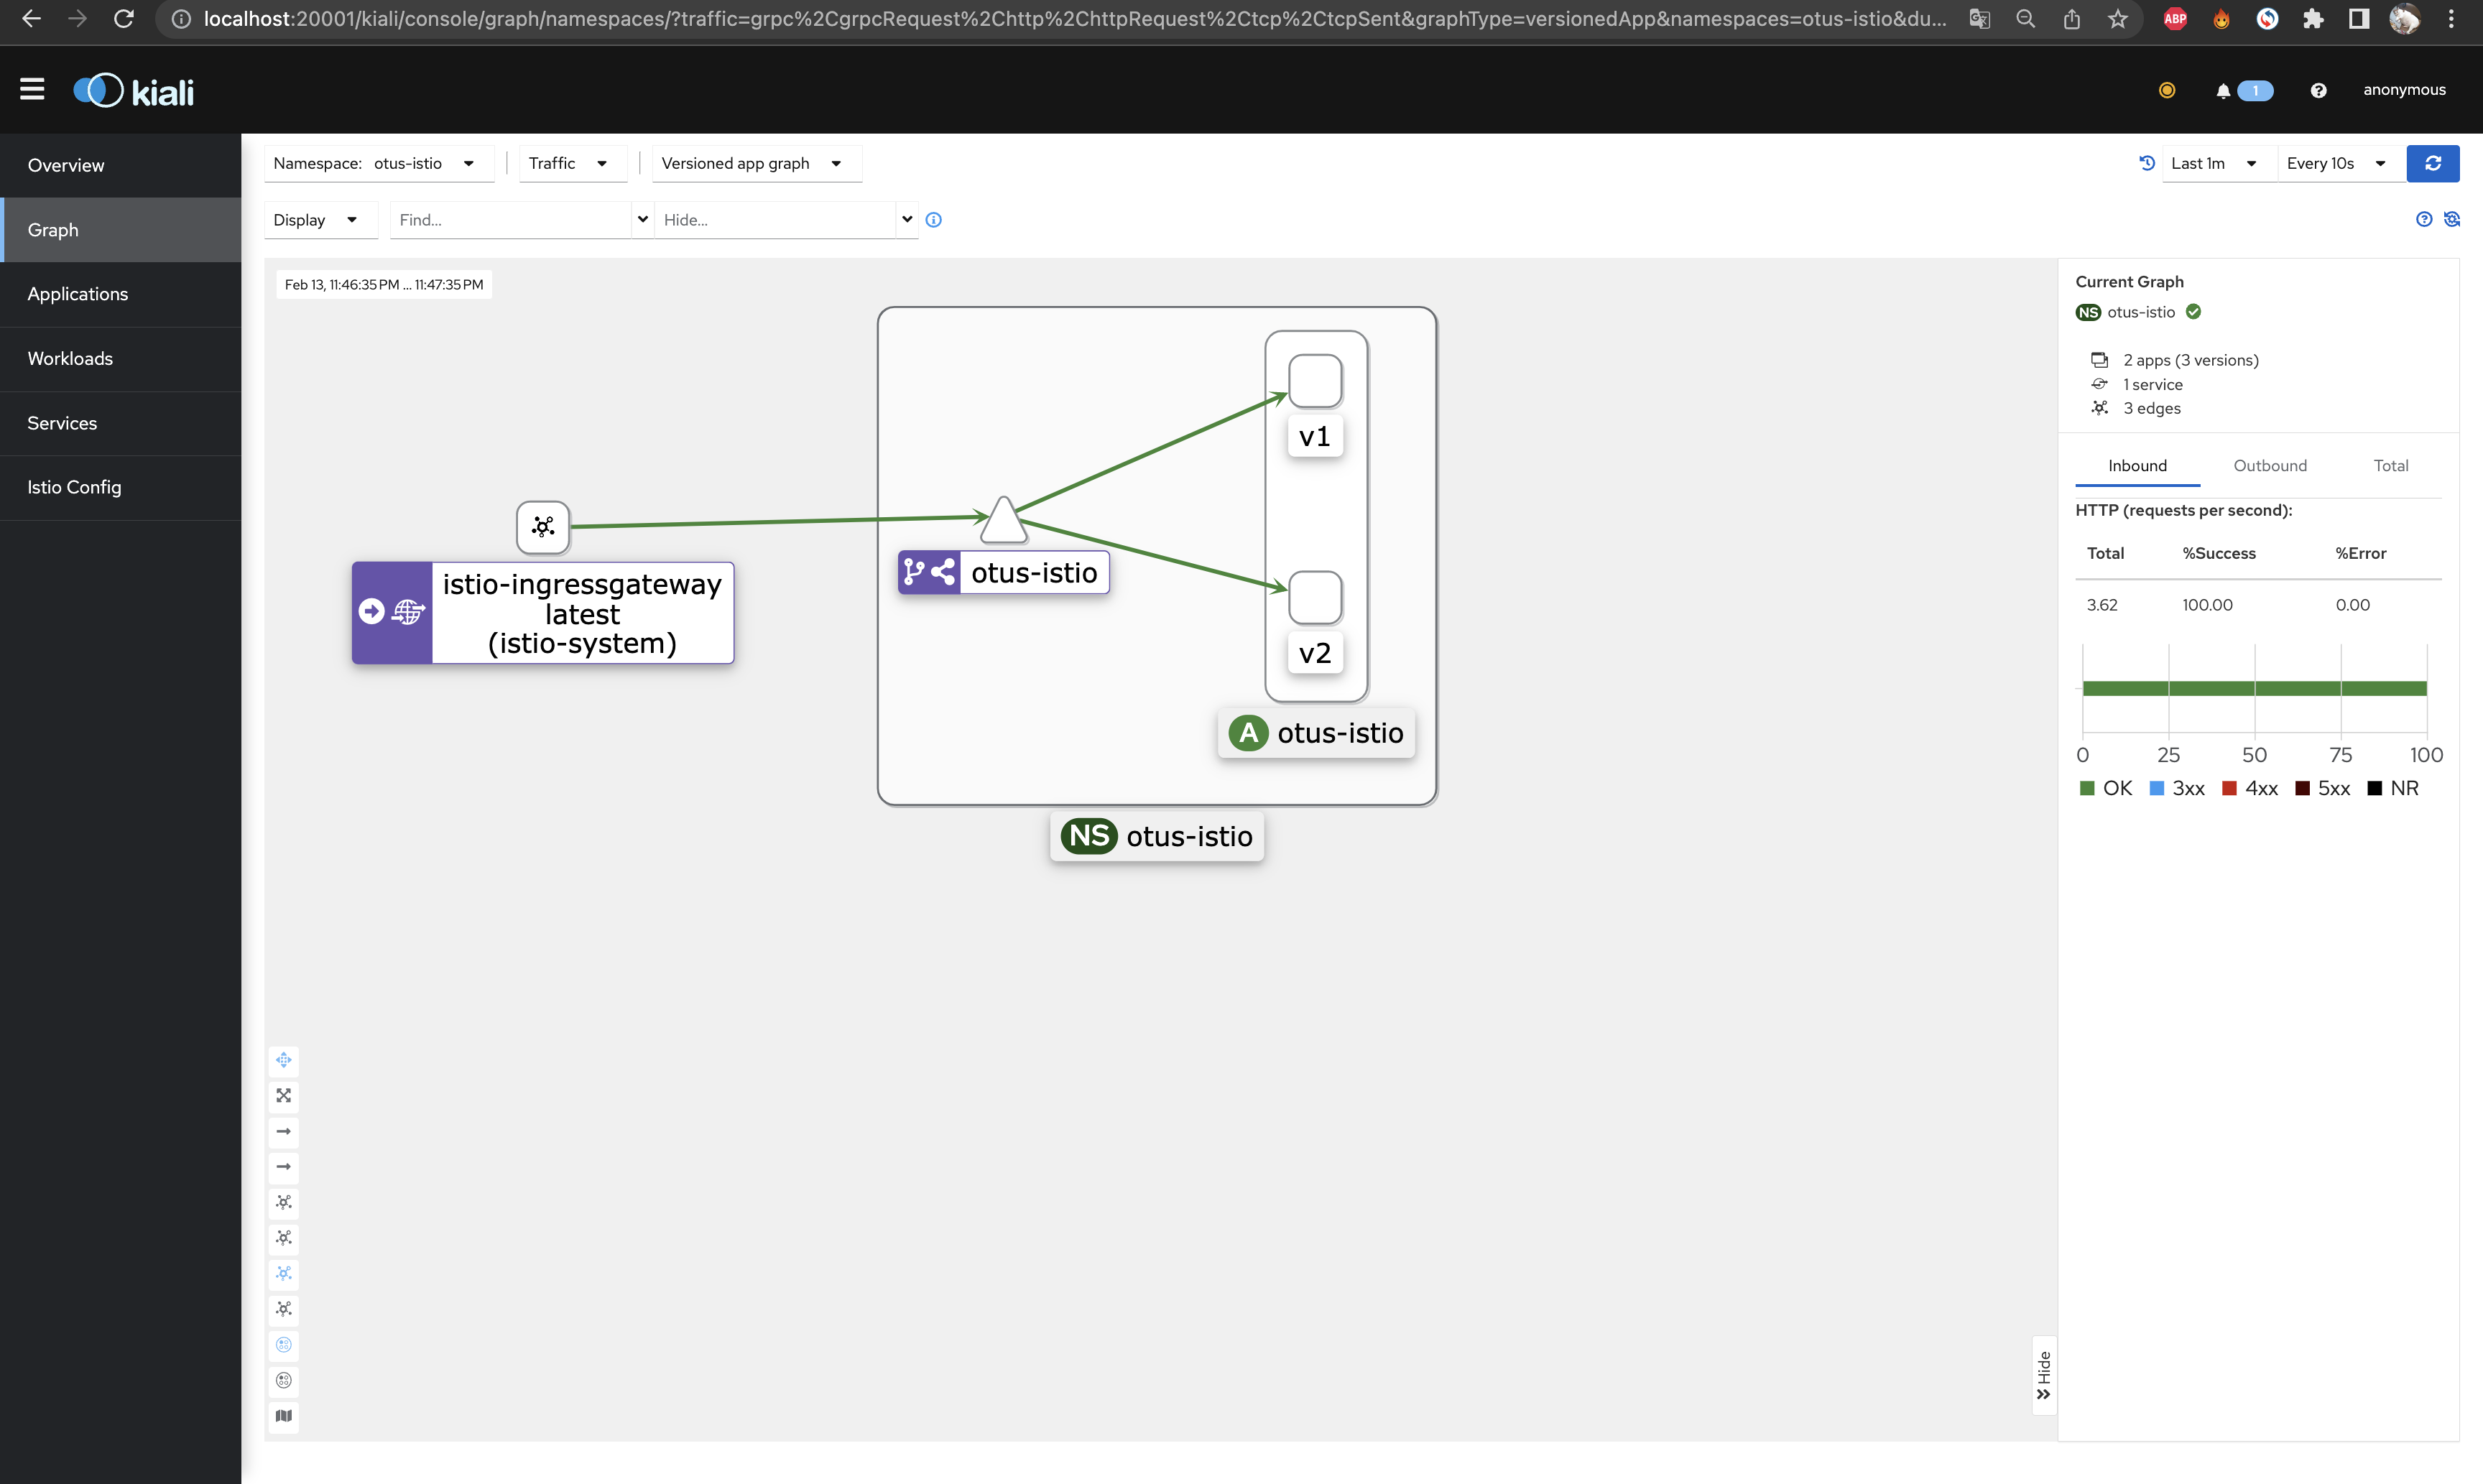 localhost:20001/kiali/console/graph/namespaces/?traffic=grpc%2CgrpcRequest%2Chttp%2ChttpRequest%2Ctcp%2CtcpSent&graphType=versionedApp&namespaces=otus-istio&du...
ABP
kiali
1
anonymous
Overview
Graph
Applications
Workloads
Services
Istio Config
Namespace: otus-istio
Traffic
Versioned app graph
Last 1m
Every 10s
Display
Find...
Hide...
Feb 13, 11:46:35 PM ... 11:47:35 PM
v1
v2
istio-ingressgateway
latest
(istio-system)
otus-istio
A otus-istio
NS otus-istio
Hide
Current Graph
NS otus-istio
2 apps (3 versions)
1 service
3 edges
Inbound Outbound Total
HTTP (requests per second):
Total %Success %Error
3.62 100.00 0.00
0 25 50 75 100
OK 3xx 4xx 5xx NR